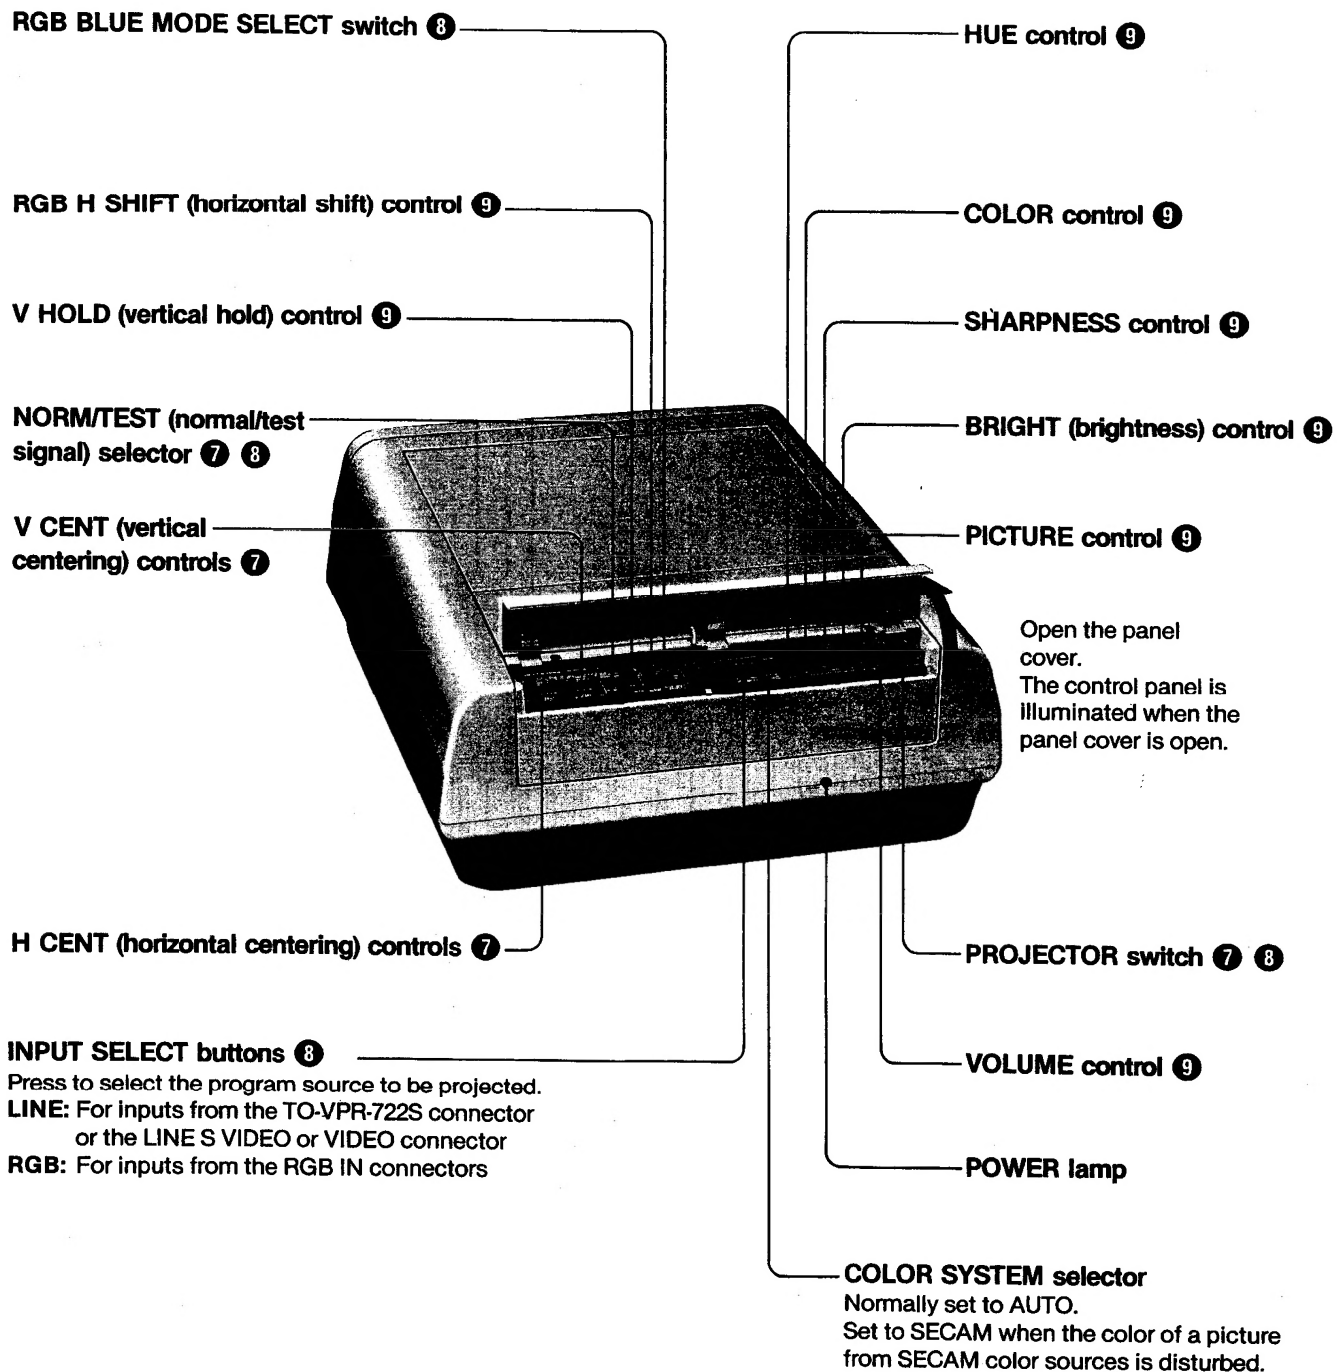 RGB BLUE MODE SELECT switch 8
RGB H SHIFT (horizontal shift) control 9
V HOLD (vertical hold) control 9
NORM/TEST (normal/test
signal) selector 7 8
V CENT (vertical
centering) controls 7
H CENT (horizontal centering) controls 7
INPUT SELECT buttons 8
Press to select the program source to be projected.
LINE: For inputs from the TO-VPR-722S connector
or the LINE S VIDEO or VIDEO connector
RGB: For inputs from the RGB IN connectors
HUE control 9
COLOR control 9
SHARPNESS control 9
BRIGHT (brightness) control 9
PICTURE control 9
Open the panel
cover.
The control panel is
illuminated when the
panel cover is open.
PROJECTOR switch 7 8
VOLUME control 9
POWER lamp
COLOR SYSTEM selector
Normally set to AUTO.
Set to SECAM when the color of a picture
from SECAM color sources is disturbed.